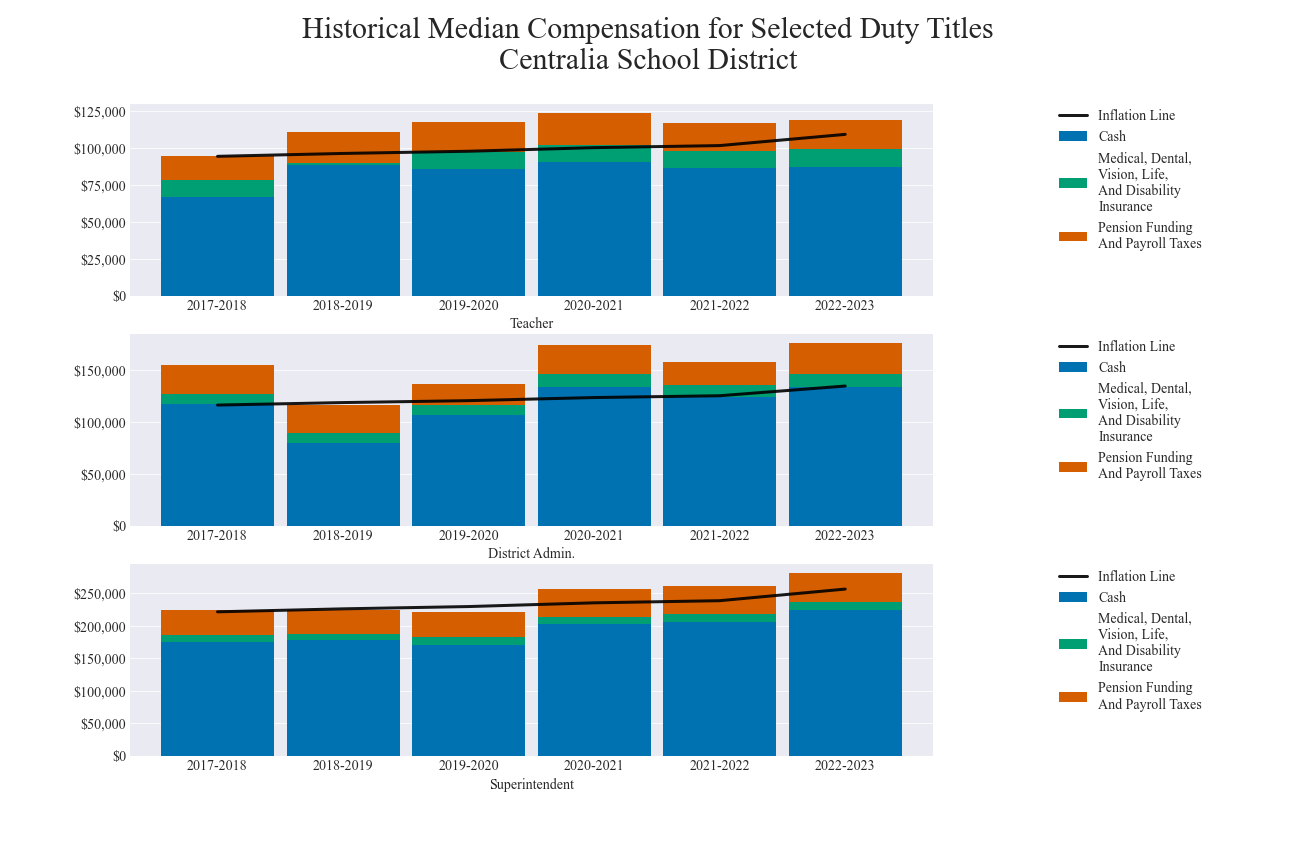 Historical Median Compensation for Selected Duty Titles
Centralia School District
$125,000
$100,000
$75,000
$50,000
$25,000
$0
2017-2018 2018-2019 2019-2020 2020-2021 2021-2022 2022-2023
Teacher
Inflation Line
Cash
Medical, Dental,
Vision, Life,
And Disability
Insurance
Pension Funding
And Payroll Taxes
$150,000
$100,000
$50,000
$0
2017-2018 2018-2019 2019-2020 2020-2021 2021-2022 2022-2023
District Admin.
Inflation Line
Cash
Medical, Dental,
Vision, Life,
And Disability
Insurance
Pension Funding
And Payroll Taxes
$250,000
$200,000
$150,000
$100,000
$50,000
$0
2017-2018 2018-2019 2019-2020 2020-2021 2021-2022 2022-2023
Superintendent
Inflation Line
Cash
Medical, Dental,
Vision, Life,
And Disability
Insurance
Pension Funding
And Payroll Taxes